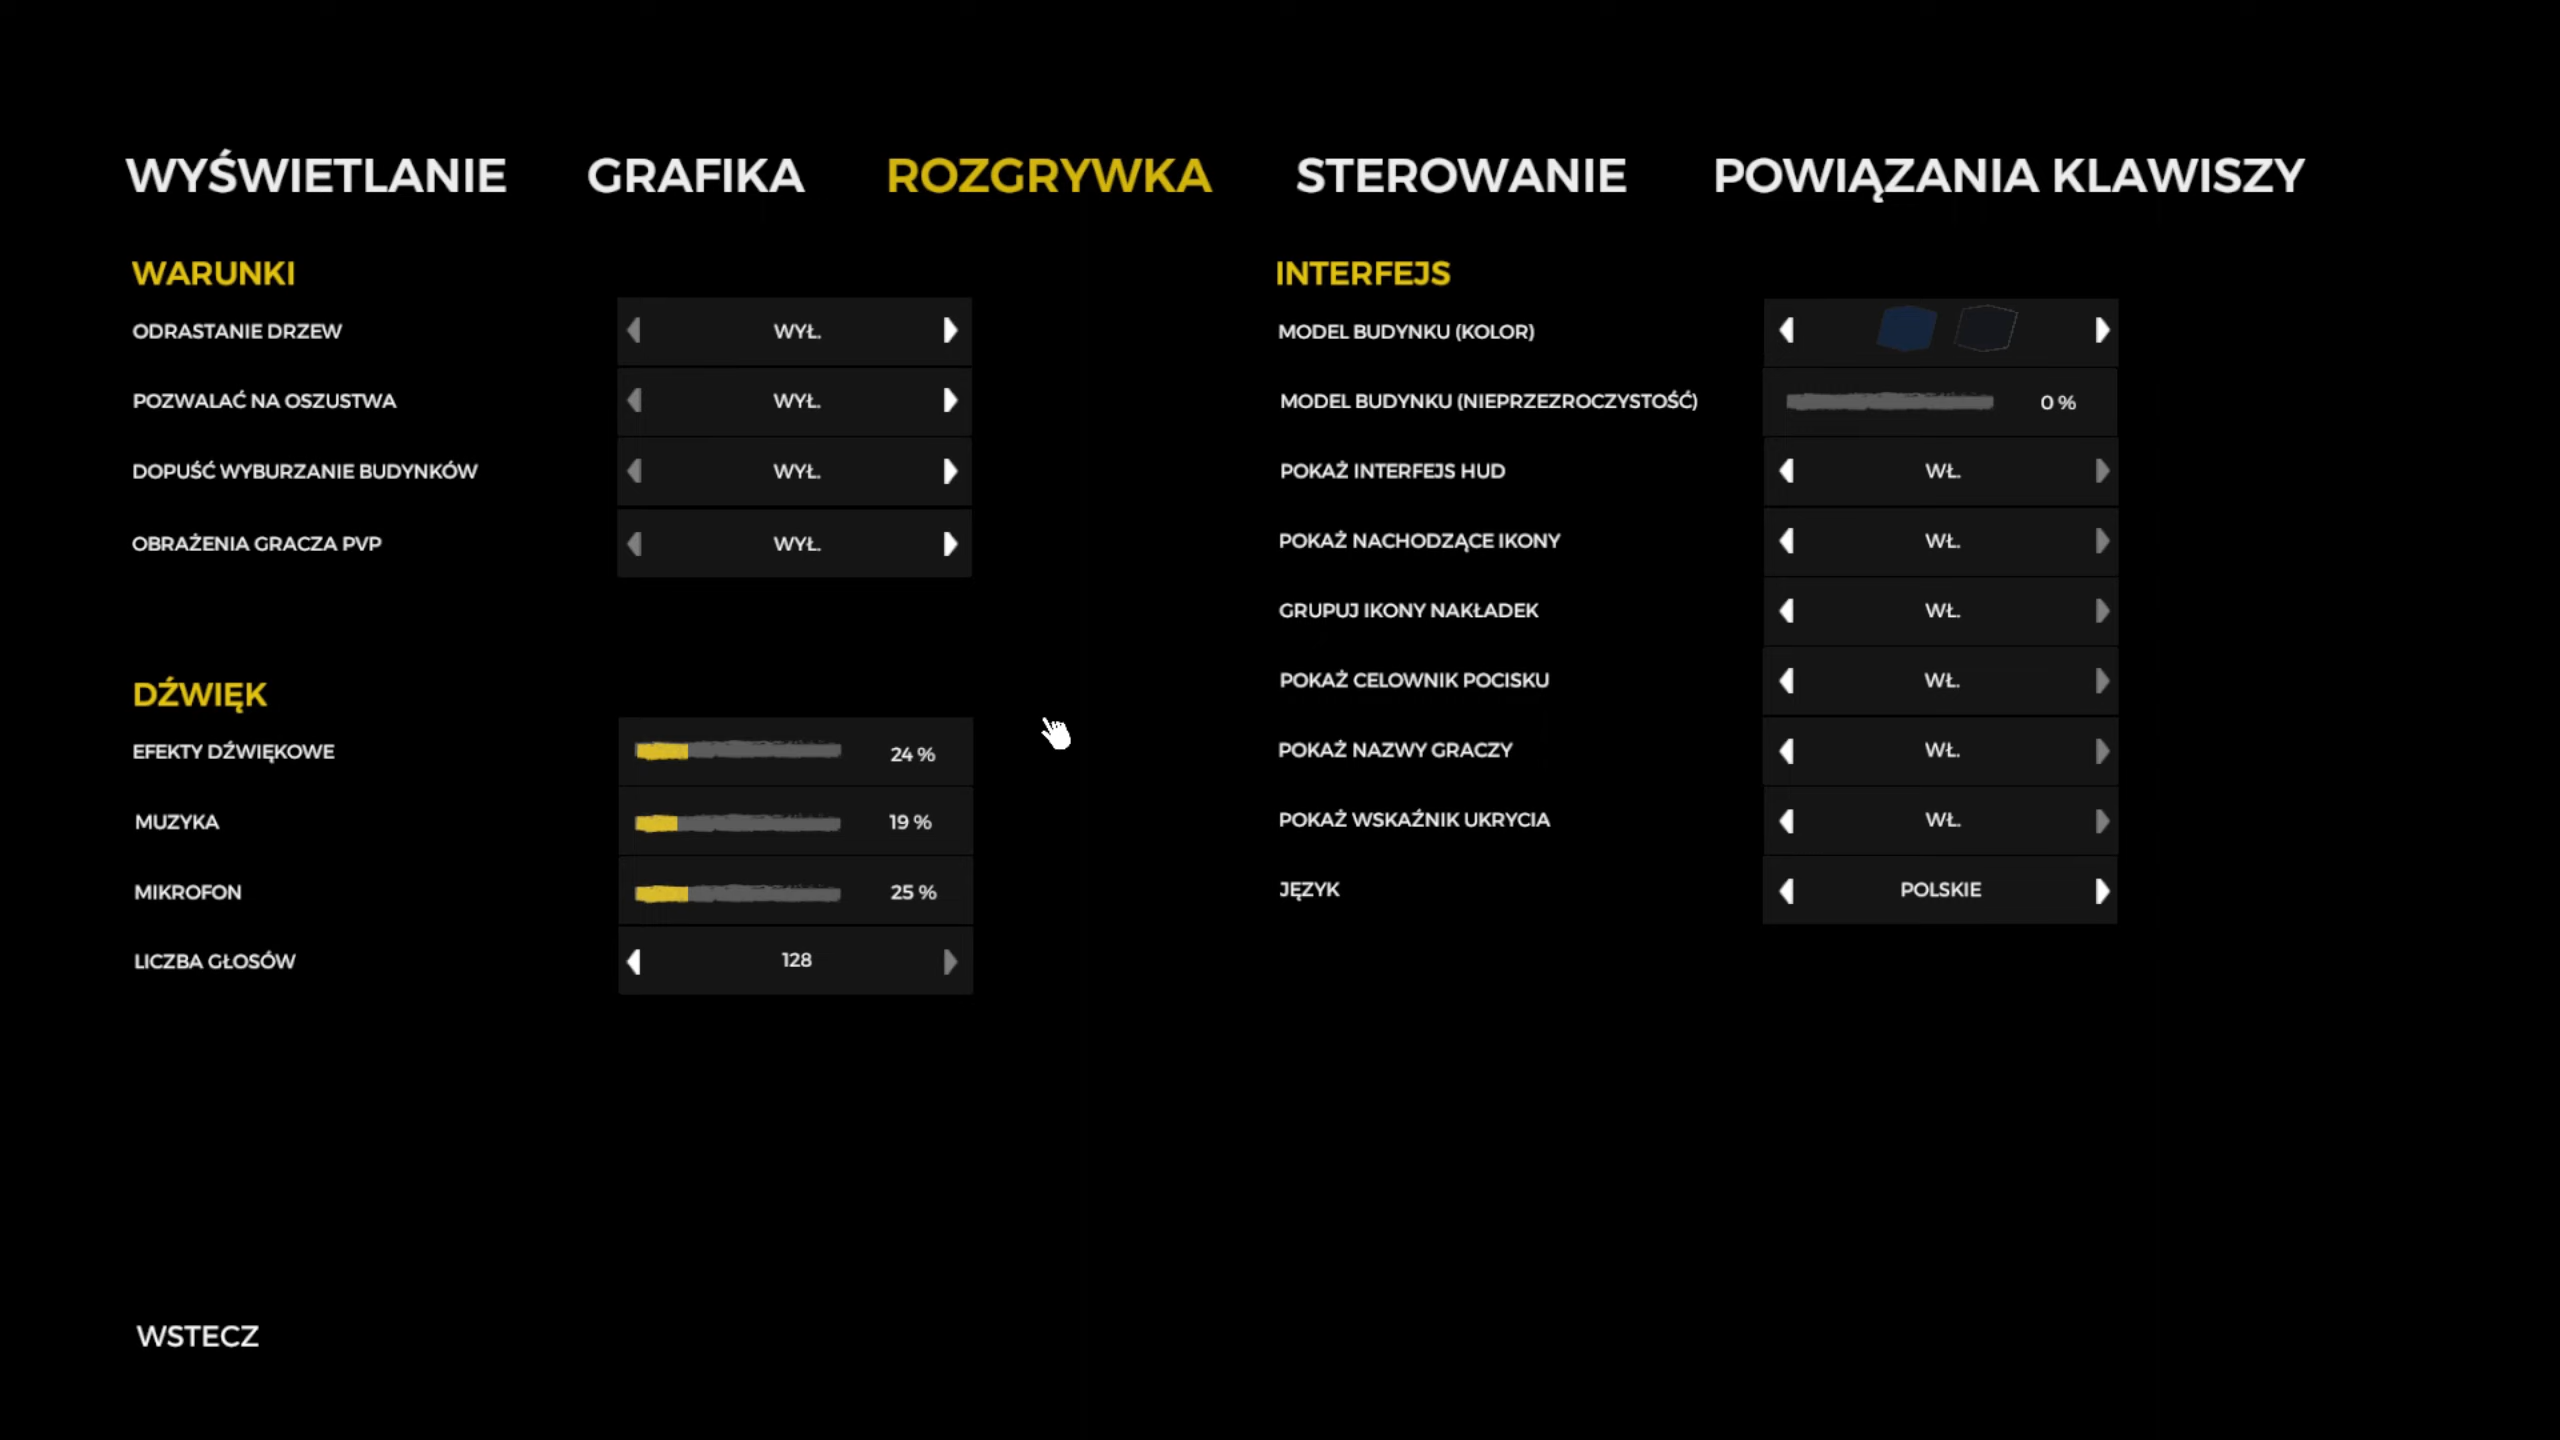 WYŚWIETLANIE GRAFIKA ROZGRYWKA STEROWANIE POWIĄZANIA KLAWISZY
WARUNKI
ODRASTANIE DRZEW WYŁ.
POZWALAĆ NA OSZUSTWA WYŁ.
DOPUŚĆ WYBURZANIE BUDYNKÓW WYŁ.
OBRAŻENIA GRACZA PVP WYŁ.
DŹWIĘK
EFEKTY DŹWIĘKOWE 24 %
MUZYKA 19 %
MIKROFON 25 %
LICZBA GŁOSÓW 128
INTERFEJS
MODEL BUDYNKU (KOLOR)
MODEL BUDYNKU (NIEPRZEZROCZYSTOŚĆ) 0 %
POKAŻ INTERFEJS HUD WŁ.
POKAŻ NACHODZĄCE IKONY WŁ.
GRUPUJ IKONY NAKŁADEK WŁ.
POKAŻ CELOWNIK POCISKU WŁ.
POKAŻ NAZWY GRACZY WŁ.
POKAŻ WSKAŹNIK UKRYCIA WŁ.
JĘZYK POLSKIE
WSTECZ